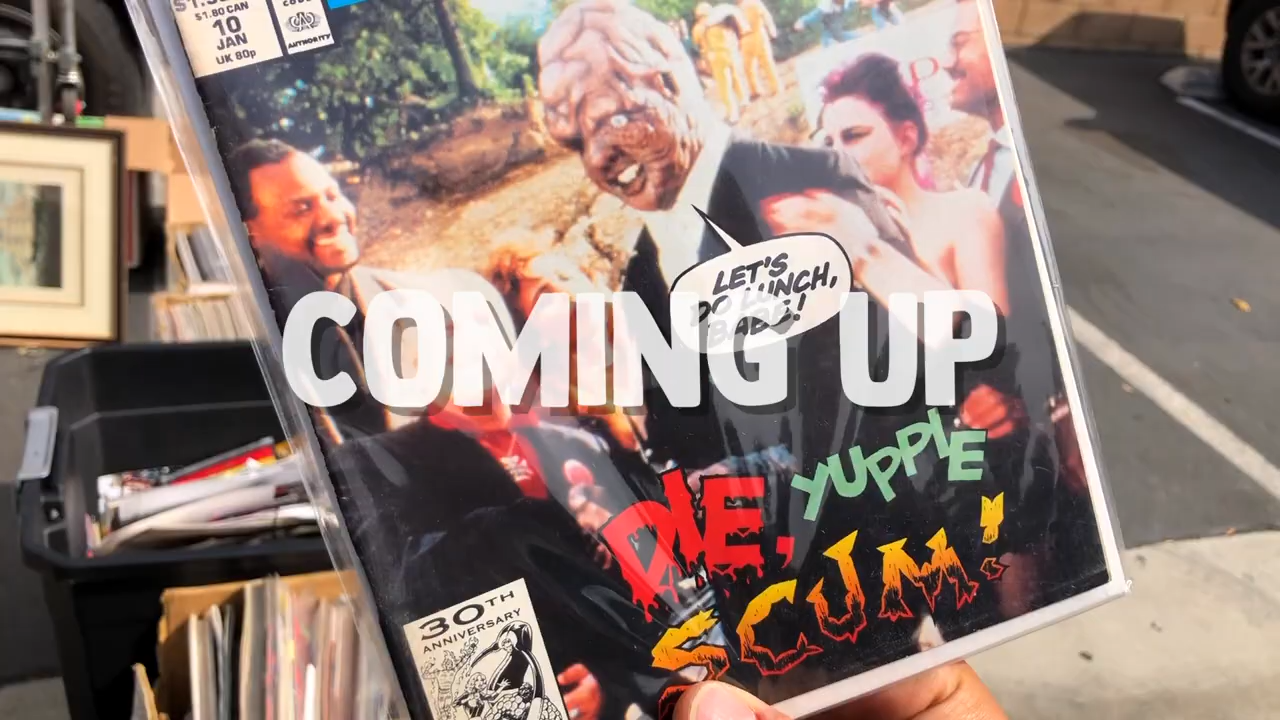 $1.80 CAN
10
JAN
UK 80p
AUTHORITY
LET'S
DO LUNCH,
BABE!
COMING UP
DIE, YUPPIE
SCUM!
30TH
ANNIVERSARY